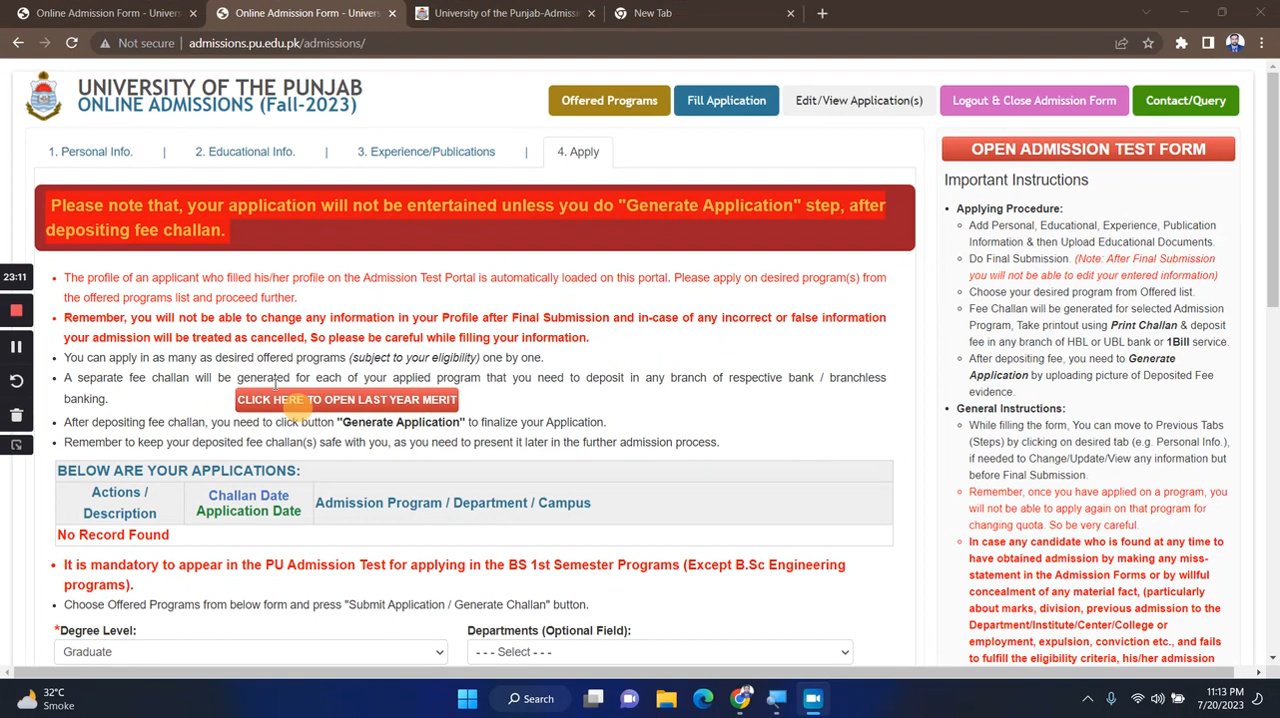 Online Admission Form - Univers
Online Admission Form - Univers
University of the Punjab-Admissi
New Tab
Not secure
admissions.pu.edu.pk/admissions/
UNIVERSITY OF THE PUNJAB
ONLINE ADMISSIONS (Fall-2023)
Offered Programs
Fill Application
Edit/View Application(s)
Logout & Close Admission Form
Contact/Query
1. Personal Info. | 2. Educational Info. | 3. Experience/Publications | 4. Apply
Please note that, your application will not be entertained unless you do "Generate Application" step, after
depositing fee challan.
23:11
The profile of an applicant who filled his/her profile on the Admission Test Portal is automatically loaded on this portal. Please apply on desired program(s) from
the offered programs list and proceed further.
Remember, you will not be able to change any information in your Profile after Final Submission and in-case of any incorrect or false information
your admission will be treated as cancelled, So please be careful while filling your information.
You can apply in as many as desired offered programs (subject to your eligibility) one by one.
A separate fee challan will be generated for each of your applied program that you need to deposit in any branch of respective bank / branchless
banking.
CLICK HERE TO OPEN LAST YEAR MERIT
After depositing fee challan, you need to click button "Generate Application" to finalize your Application.
Remember to keep your deposited fee challan(s) safe with you, as you need to present it later in the further admission process.
BELOW ARE YOUR APPLICATIONS:
Actions /
Description
Challan Date
Application Date
Admission Program / Department / Campus
No Record Found
It is mandatory to appear in the PU Admission Test for applying in the BS 1st Semester Programs (Except B.Sc Engineering
programs).
Choose Offered Programs from below form and press "Submit Application / Generate Challan" button.
*Degree Level:
Graduate
Departments (Optional Field):
- - - Select - - -
OPEN ADMISSION TEST FORM
Important Instructions
Applying Procedure:
Add Personal, Educational, Experience, Publication
Information & then Upload Educational Documents.
Do Final Submission. (Note: After Final Submission
you will not be able to edit your entered information)
Choose your desired program from Offered list.
Fee Challan will be generated for selected Admission
Program, Take printout using Print Challan & deposit
fee in any branch of HBL or UBL bank or 1Bill service.
After depositing fee, you need to Generate
Application by uploading picture of Deposited Fee
evidence.
General Instructions:
While filling the form, You can move to Previous Tabs
(Steps) by clicking on desired tab (e.g. Personal Info.),
if needed to Change/Update/View any information but
before Final Submission.
Remember, once you have applied on a program, you
will not be able to apply again on that program for
changing quota. So be very careful.
In case any candidate who is found at any time to
have obtained admission by making any miss-
statement in the Admission Forms or by willful
concealment of any material fact, (particularly
about marks, division, previous admission to the
Department/Institute/Center/College or
employment, expulsion, conviction etc., and fails
to fulfill the eligibility criteria, his/her admission
32°C
Smoke
Search
11:13 PM
7/20/2023